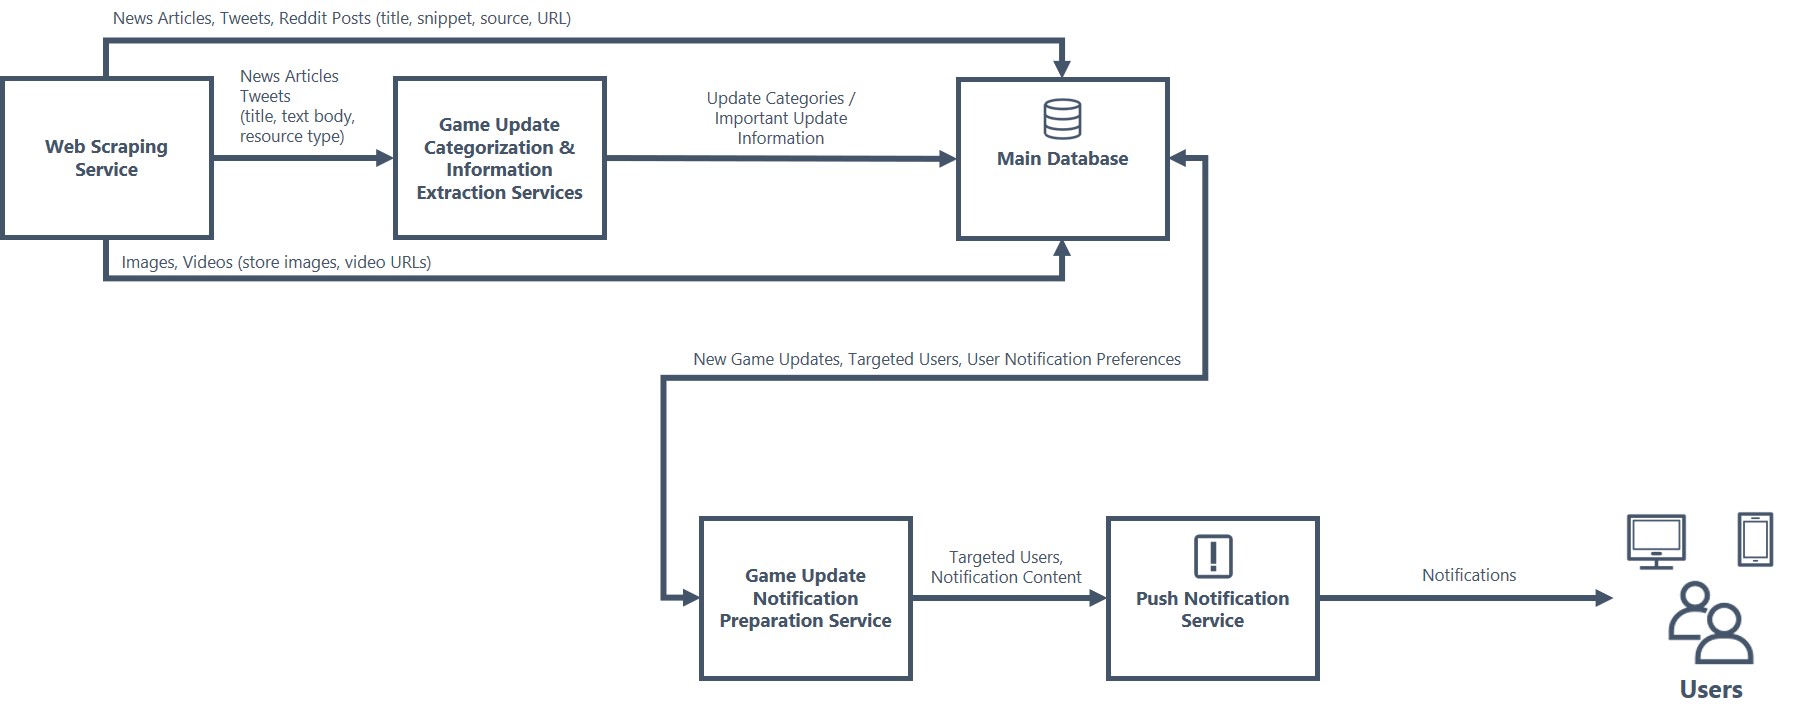 News Articles, Tweets, Reddit Posts (title, snippet, source, URL)
News Articles
Tweets
(title, text body,
resource type)
Web Scraping
Service
Game Update
Categorization &
Information
Extraction Services
Update Categories /
Important Update
Information
Main Database
Images, Videos (store images, video URLs)
New Game Updates, Targeted Users, User Notification Preferences
Game Update
Notification
Preparation Service
Targeted Users,
Notification Content
Push Notification
Service
Notifications
Users